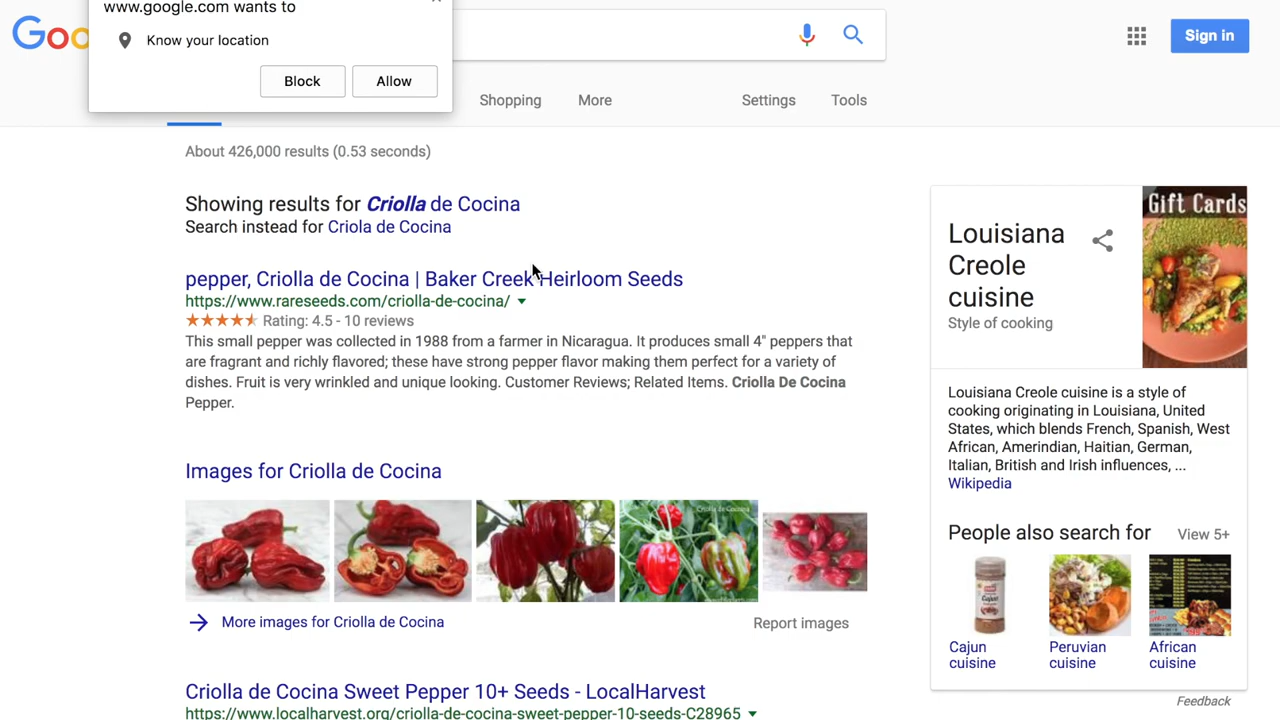 www.google.com wants to
Know your location
Block
Allow
Goo
Sign in
Shopping
More
Settings
Tools
About 426,000 results (0.53 seconds)
Showing results for Criolla de Cocina
Search instead for Criola de Cocina
pepper, Criolla de Cocina | Baker Creek Heirloom Seeds
https://www.rareseeds.com/criolla-de-cocina/
Rating: 4.5 - 10 reviews
This small pepper was collected in 1988 from a farmer in Nicaragua. It produces small 4" peppers that
are fragrant and richly flavored; these have strong pepper flavor making them perfect for a variety of
dishes. Fruit is very wrinkled and unique looking. Customer Reviews; Related Items. Criolla De Cocina
Pepper.
Images for Criolla de Cocina
Criolla de Cocina
More images for Criolla de Cocina
Report images
Criolla de Cocina Sweet Pepper 10+ Seeds - LocalHarvest
https://www.localharvest.org/criolla-de-cocina-sweet-pepper-10-seeds-C28965
Gift Cards
Louisiana
Creole
cuisine
Style of cooking
Louisiana Creole cuisine is a style of
cooking originating in Louisiana, United
States, which blends French, Spanish, West
African, Amerindian, Haitian, German,
Italian, British and Irish influences, ...
Wikipedia
People also search for
View 5+
Cajun
Cajun
cuisine
Peruvian
cuisine
African
cuisine
Feedback